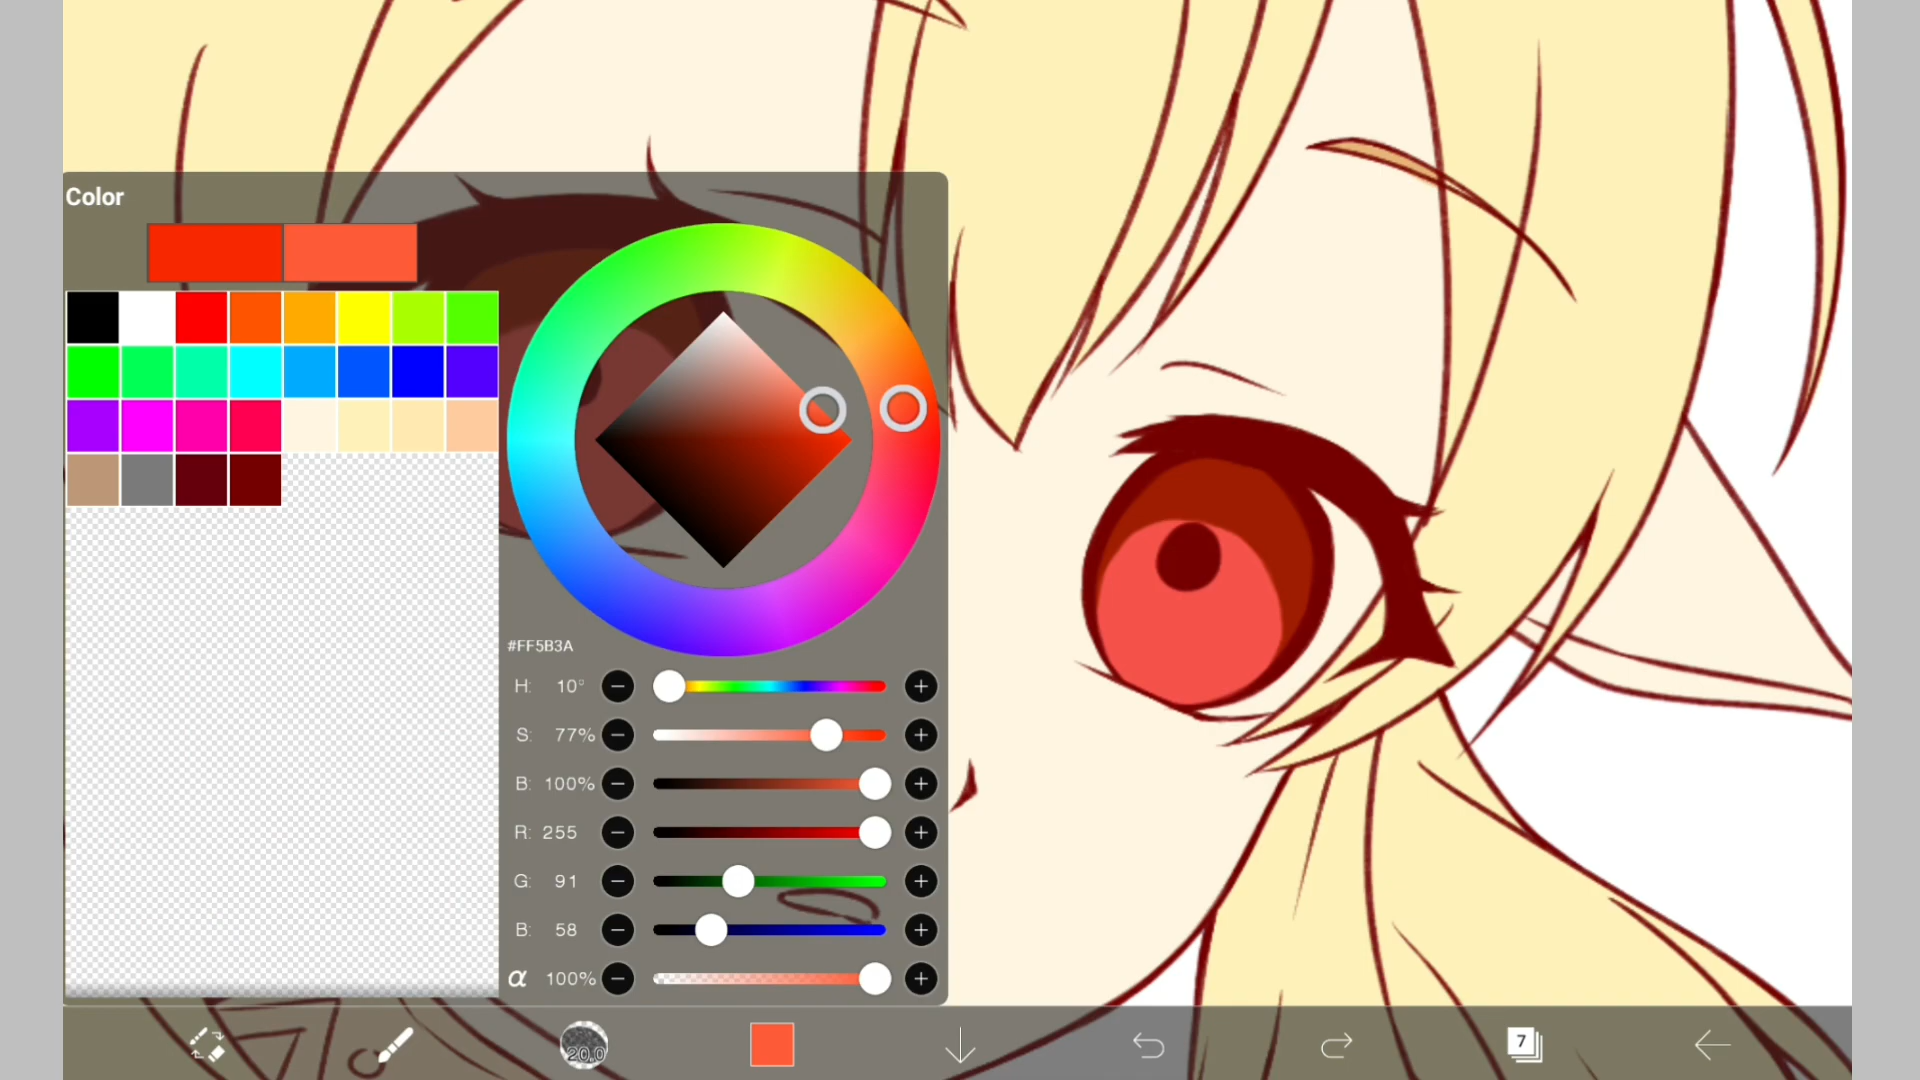 Color
#FF5B3A
H: 10°
S: 77%
B: 100%
R: 255
G: 91
B: 58
α 100%
20.0
7